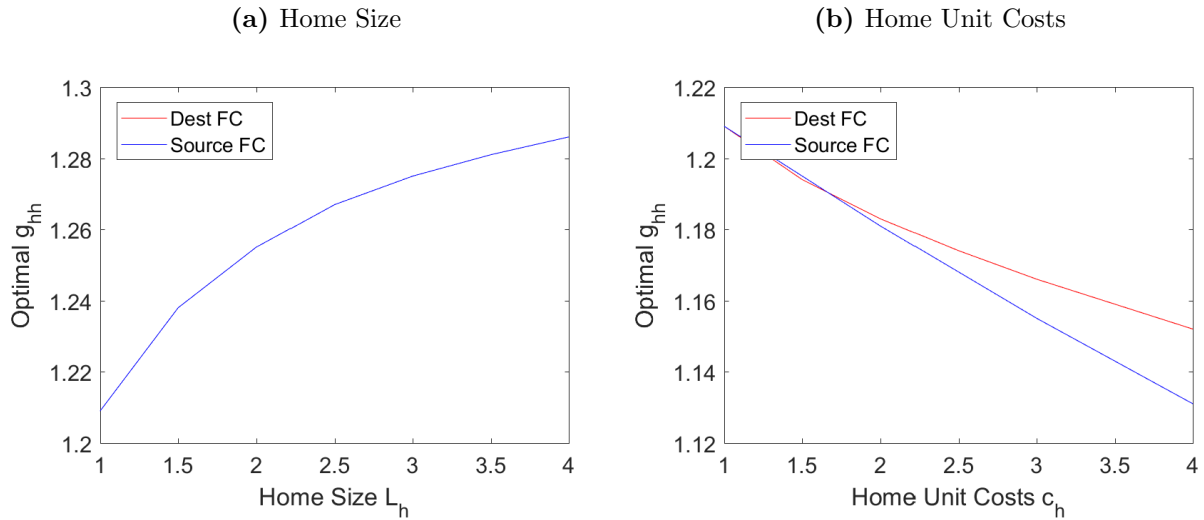 (a) Home Size
1.3
1.28
1.26
1.24
1.22
1.2
Optimal g_hh
Dest FC
Source FC
1 1.5 2 2.5 3 3.5 4
Home Size L_h
(b) Home Unit Costs
1.22
1.2
1.18
1.16
1.14
1.12
Optimal g_hh
Dest FC
Source FC
1 1.5 2 2.5 3 3.5 4
Home Unit Costs c_h